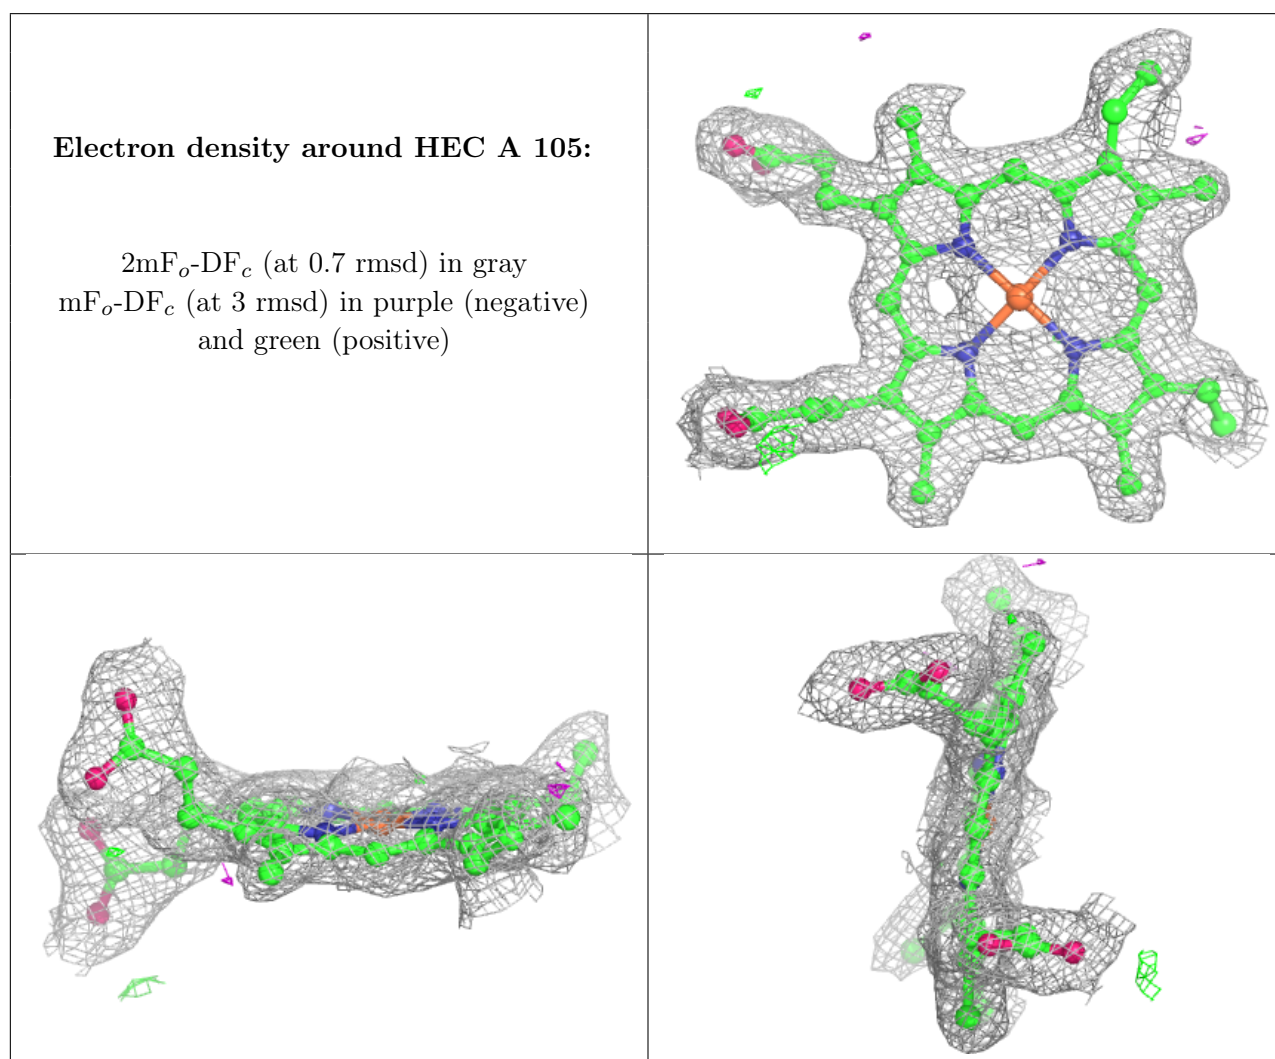 Electron density around HEC A 105:
2mFo-DFc (at 0.7 rmsd) in gray
mFo-DFc (at 3 rmsd) in purple (negative)
and green (positive)